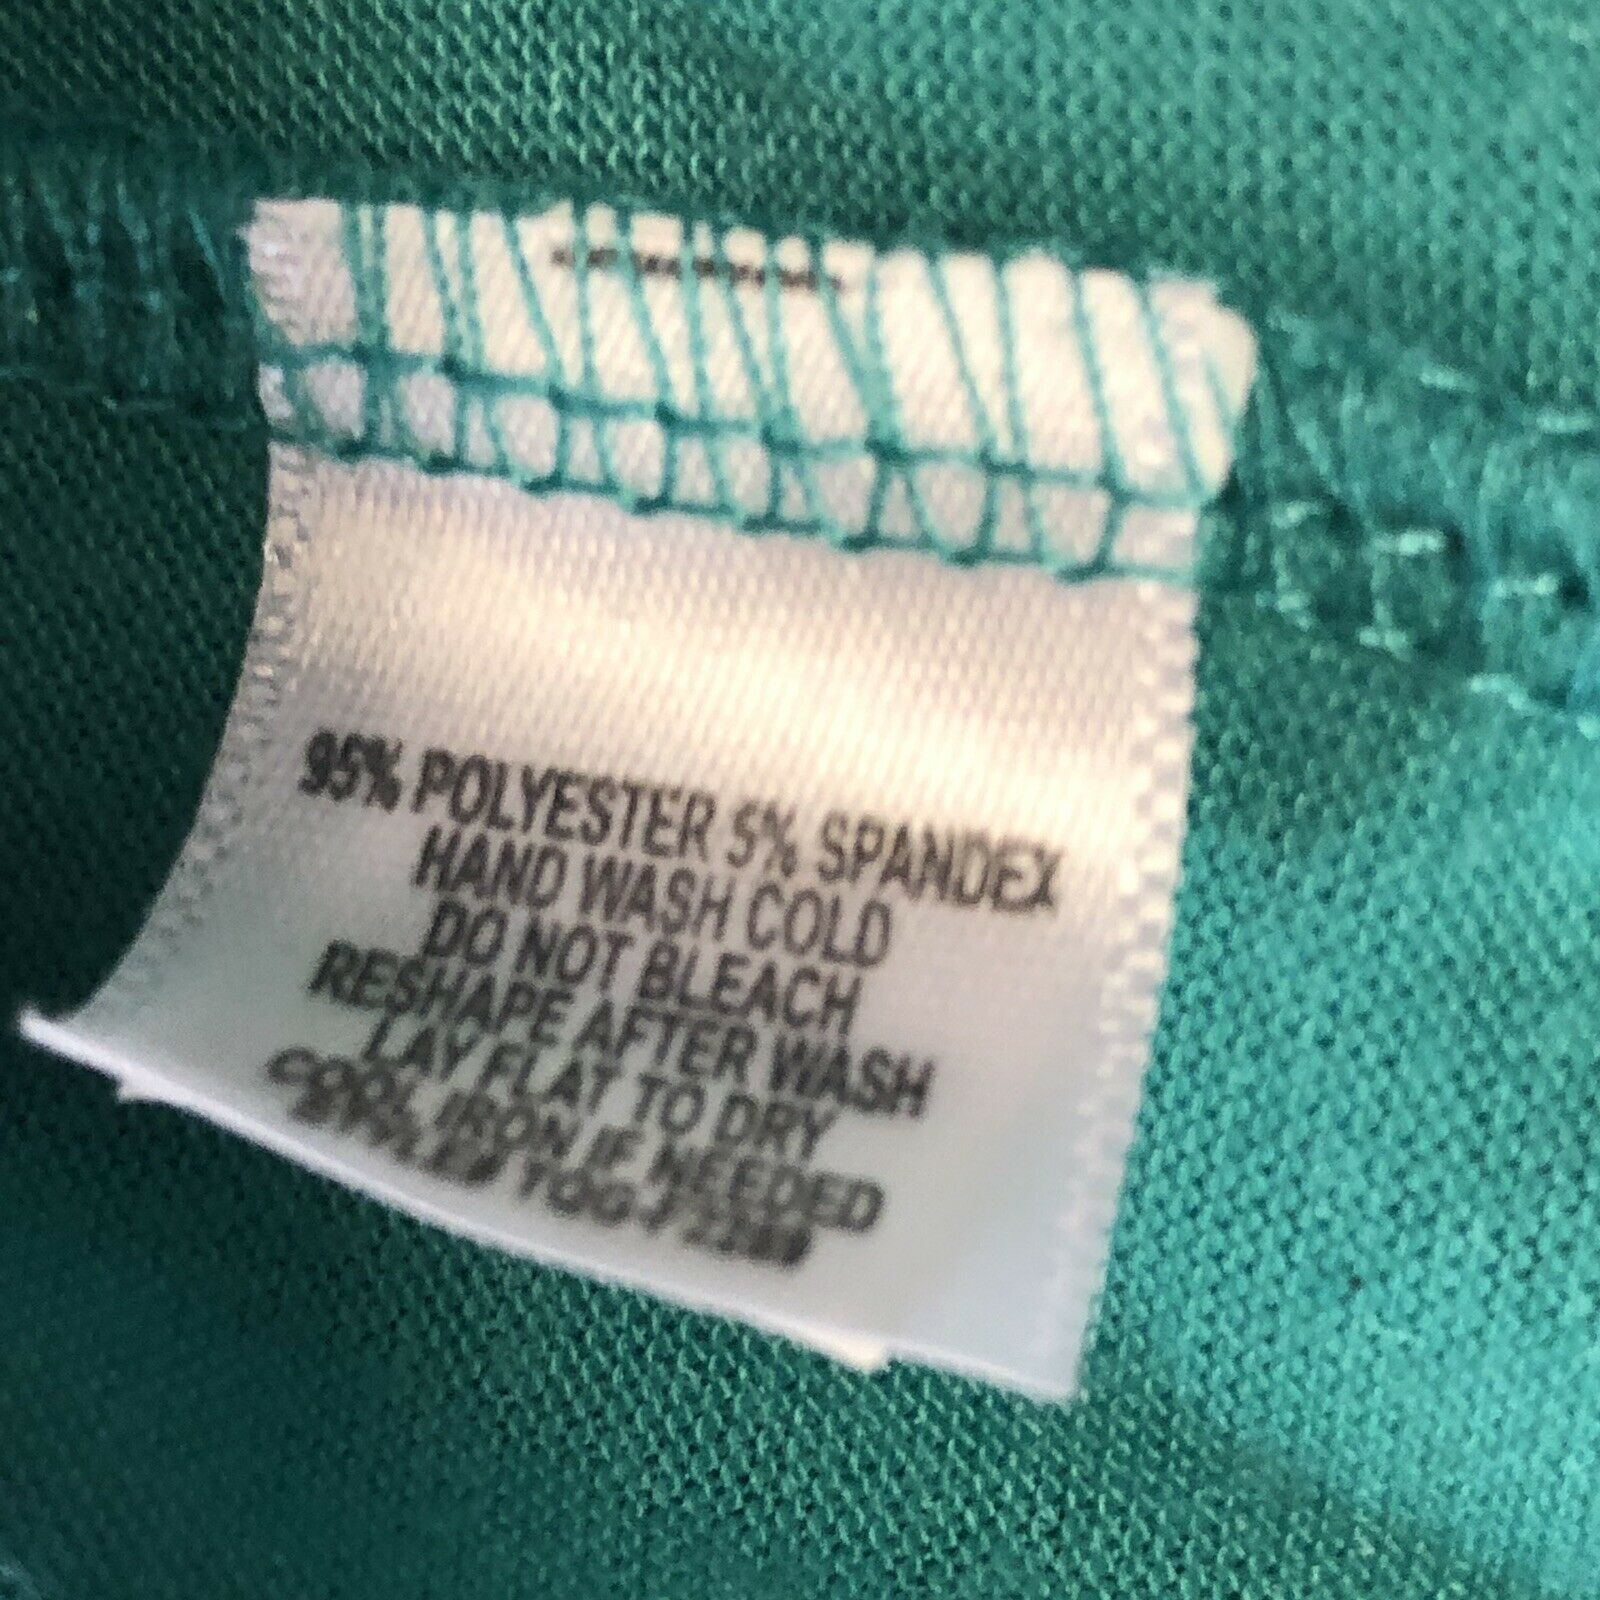 95% POLYESTER 5% SPANDEX
HAND WASH COLD
DO NOT BLEACH
RESHAPE AFTER WASH
LAY FLAT TO DRY
COOL IRON IF NEEDED